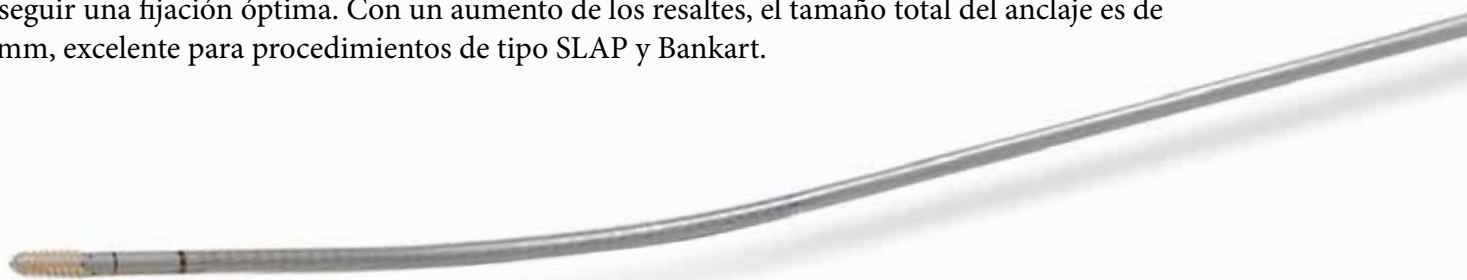 seguir una fijación óptima. Con un aumento de los resaltes, el tamaño total del anclaje es de
mm, excelente para procedimientos de tipo SLAP y Bankart.